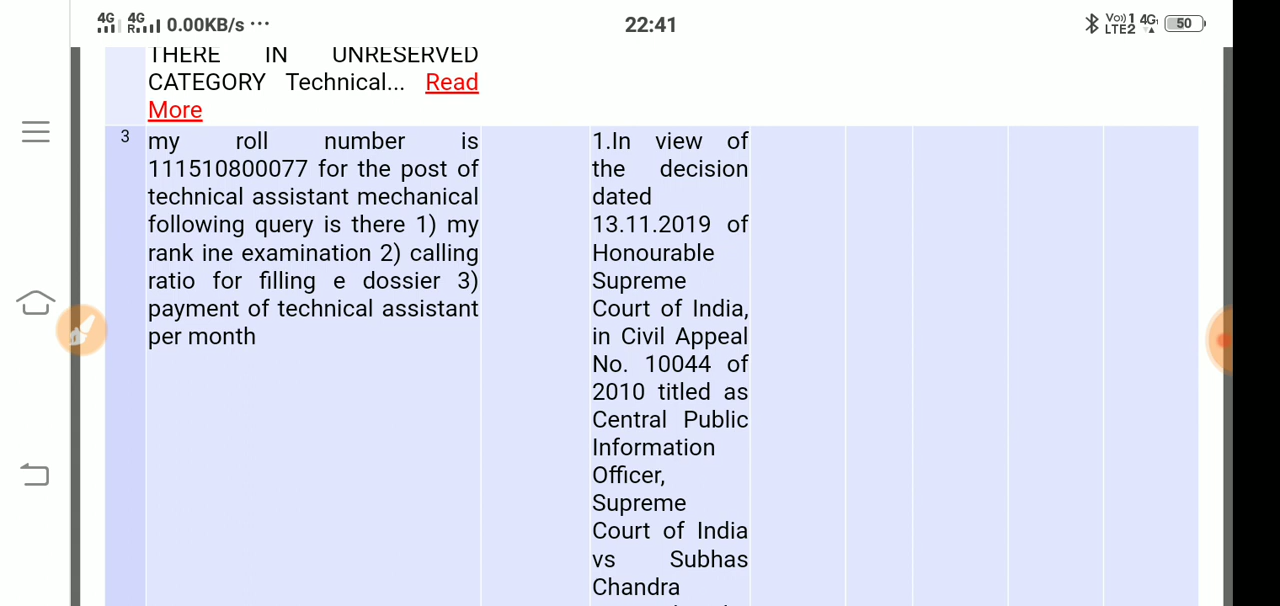 4G 4G R 0.00KB/s ··· 22:41 Vo)) 1 4G LTE2 50
THERE IN UNRESERVED
CATEGORY Technical... Read
More
3
my roll number is
111510800077 for the post of
technical assistant mechanical
following query is there 1) my
rank ine examination 2) calling
ratio for filling e dossier 3)
payment of technical assistant
per month
1.In view of
the decision
dated
13.11.2019 of
Honourable
Supreme
Court of India,
in Civil Appeal
No. 10044 of
2010 titled as
Central Public
Information
Officer,
Supreme
Court of India
vs Subhas
Chandra